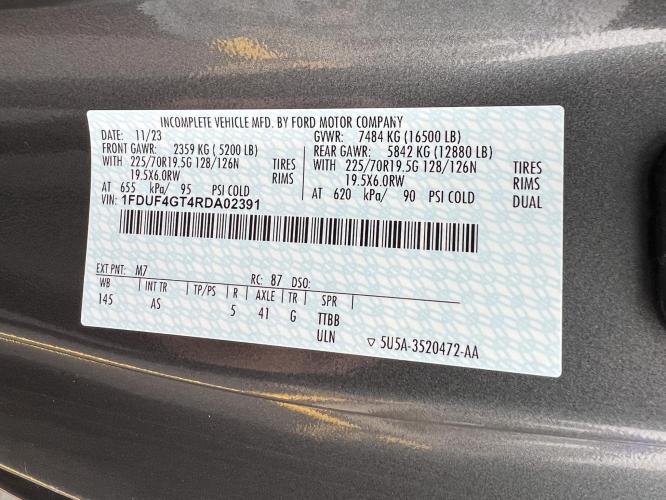 INCOMPLETE VEHICLE MFD. BY FORD MOTOR COMPANY
DATE: 11/23 GVWR: 7484 KG (16500 LB)
FRONT GAWR: 2359 KG ( 5200 LB) REAR GAWR: 5842 KG (12880 LB)
WITH 225/70R19.5G 128/126N TIRES WITH 225/70R19.5G 128/126N TIRES
19.5X6.0RW RIMS 19.5X6.0RW RIMS
AT 655 kPa/ 95 PSI COLD AT 620 kPa/ 90 PSI COLD DUAL
VIN: 1FDUF4GT4RDA02391
EXT PNT: M7 RC: 87 DSO:
WB INT TR TP/PS R AXLE TR SPR
145 AS 5 41 G TTBB
ULN ▽ 5U5A-3520472-AA